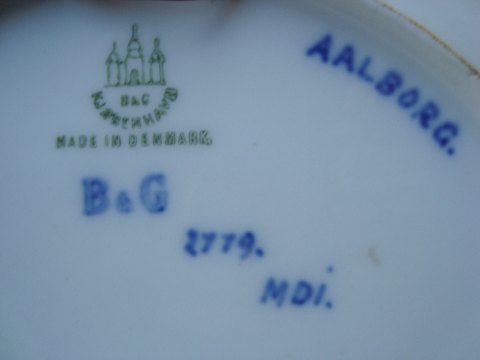 AALBORG.
B&G
KJØBENHAVN
MADE IN DENMARK.
B&G
2779.
MDI.